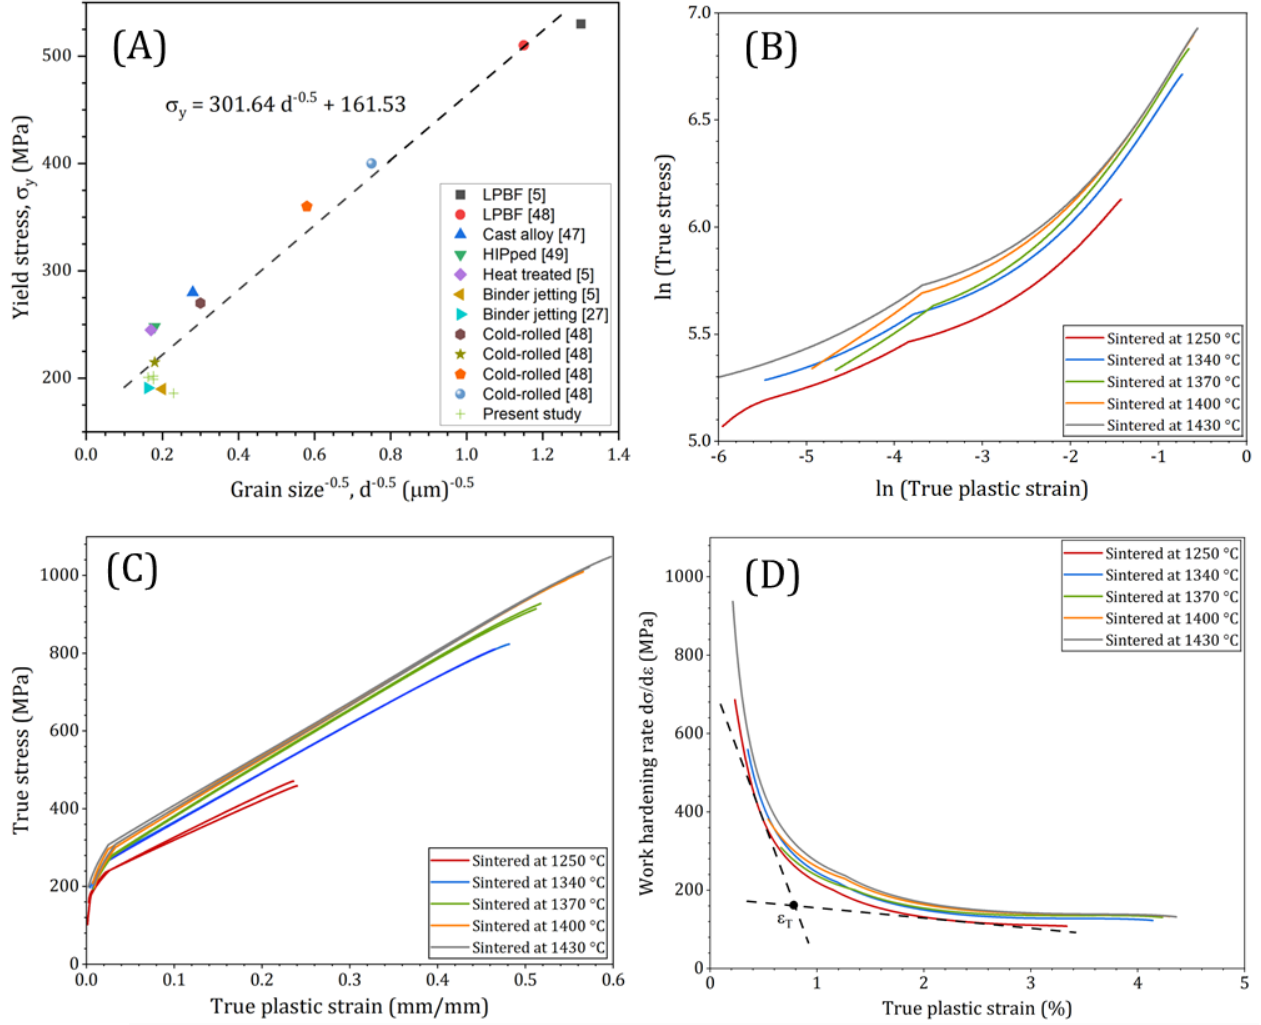 (A)
σy = 301.64 d-0.5 + 161.53
Yield stress, σy (MPa)
500
400
300
200
0.0 0.2 0.4 0.6 0.8 1.0 1.2 1.4
Grain size-0.5, d-0.5 (μm)-0.5
LPBF [5]
LPBF [48]
Cast alloy [47]
HIPped [49]
Heat treated [5]
Binder jetting [5]
Binder jetting [27]
Cold-rolled [48]
Cold-rolled [48]
Cold-rolled [48]
Cold-rolled [48]
Present study
(B)
ln (True stress)
7.0
6.5
6.0
5.5
5.0
-6 -5 -4 -3 -2 -1 0
ln (True plastic strain)
Sintered at 1250 °C
Sintered at 1340 °C
Sintered at 1370 °C
Sintered at 1400 °C
Sintered at 1430 °C
(C)
True stress (MPa)
1000
800
600
400
200
0
0.0 0.1 0.2 0.3 0.4 0.5 0.6
True plastic strain (mm/mm)
Sintered at 1250 °C
Sintered at 1340 °C
Sintered at 1370 °C
Sintered at 1400 °C
Sintered at 1430 °C
(D)
Work hardening rate dσ/dε (MPa)
1000
800
600
400
200
0
0 1 2 3 4 5
True plastic strain (%)
εT
Sintered at 1250 °C
Sintered at 1340 °C
Sintered at 1370 °C
Sintered at 1400 °C
Sintered at 1430 °C